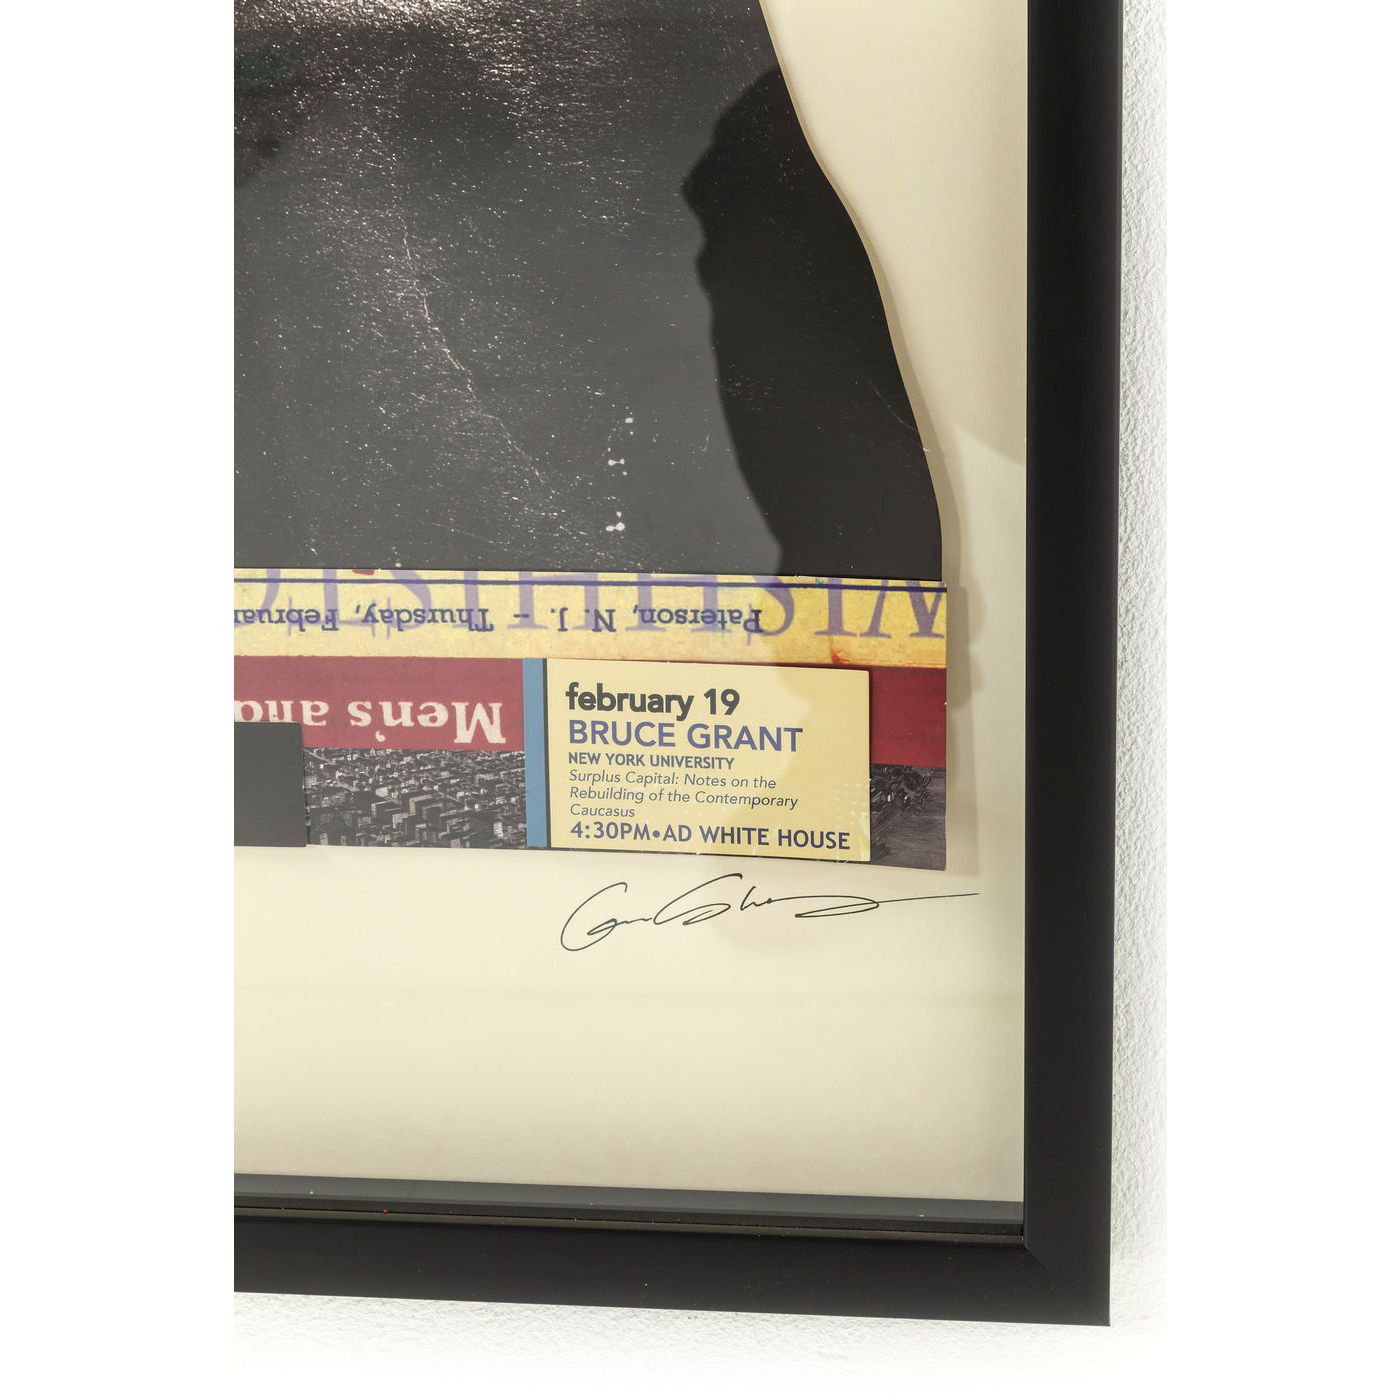 Paterson, N. J. - Thursday, Februar
Men's and
february 19
BRUCE GRANT
NEW YORK UNIVERSITY
Surplus Capital: Notes on the
Rebuilding of the Contemporary
Caucasus
4:30PM•AD WHITE HOUSE